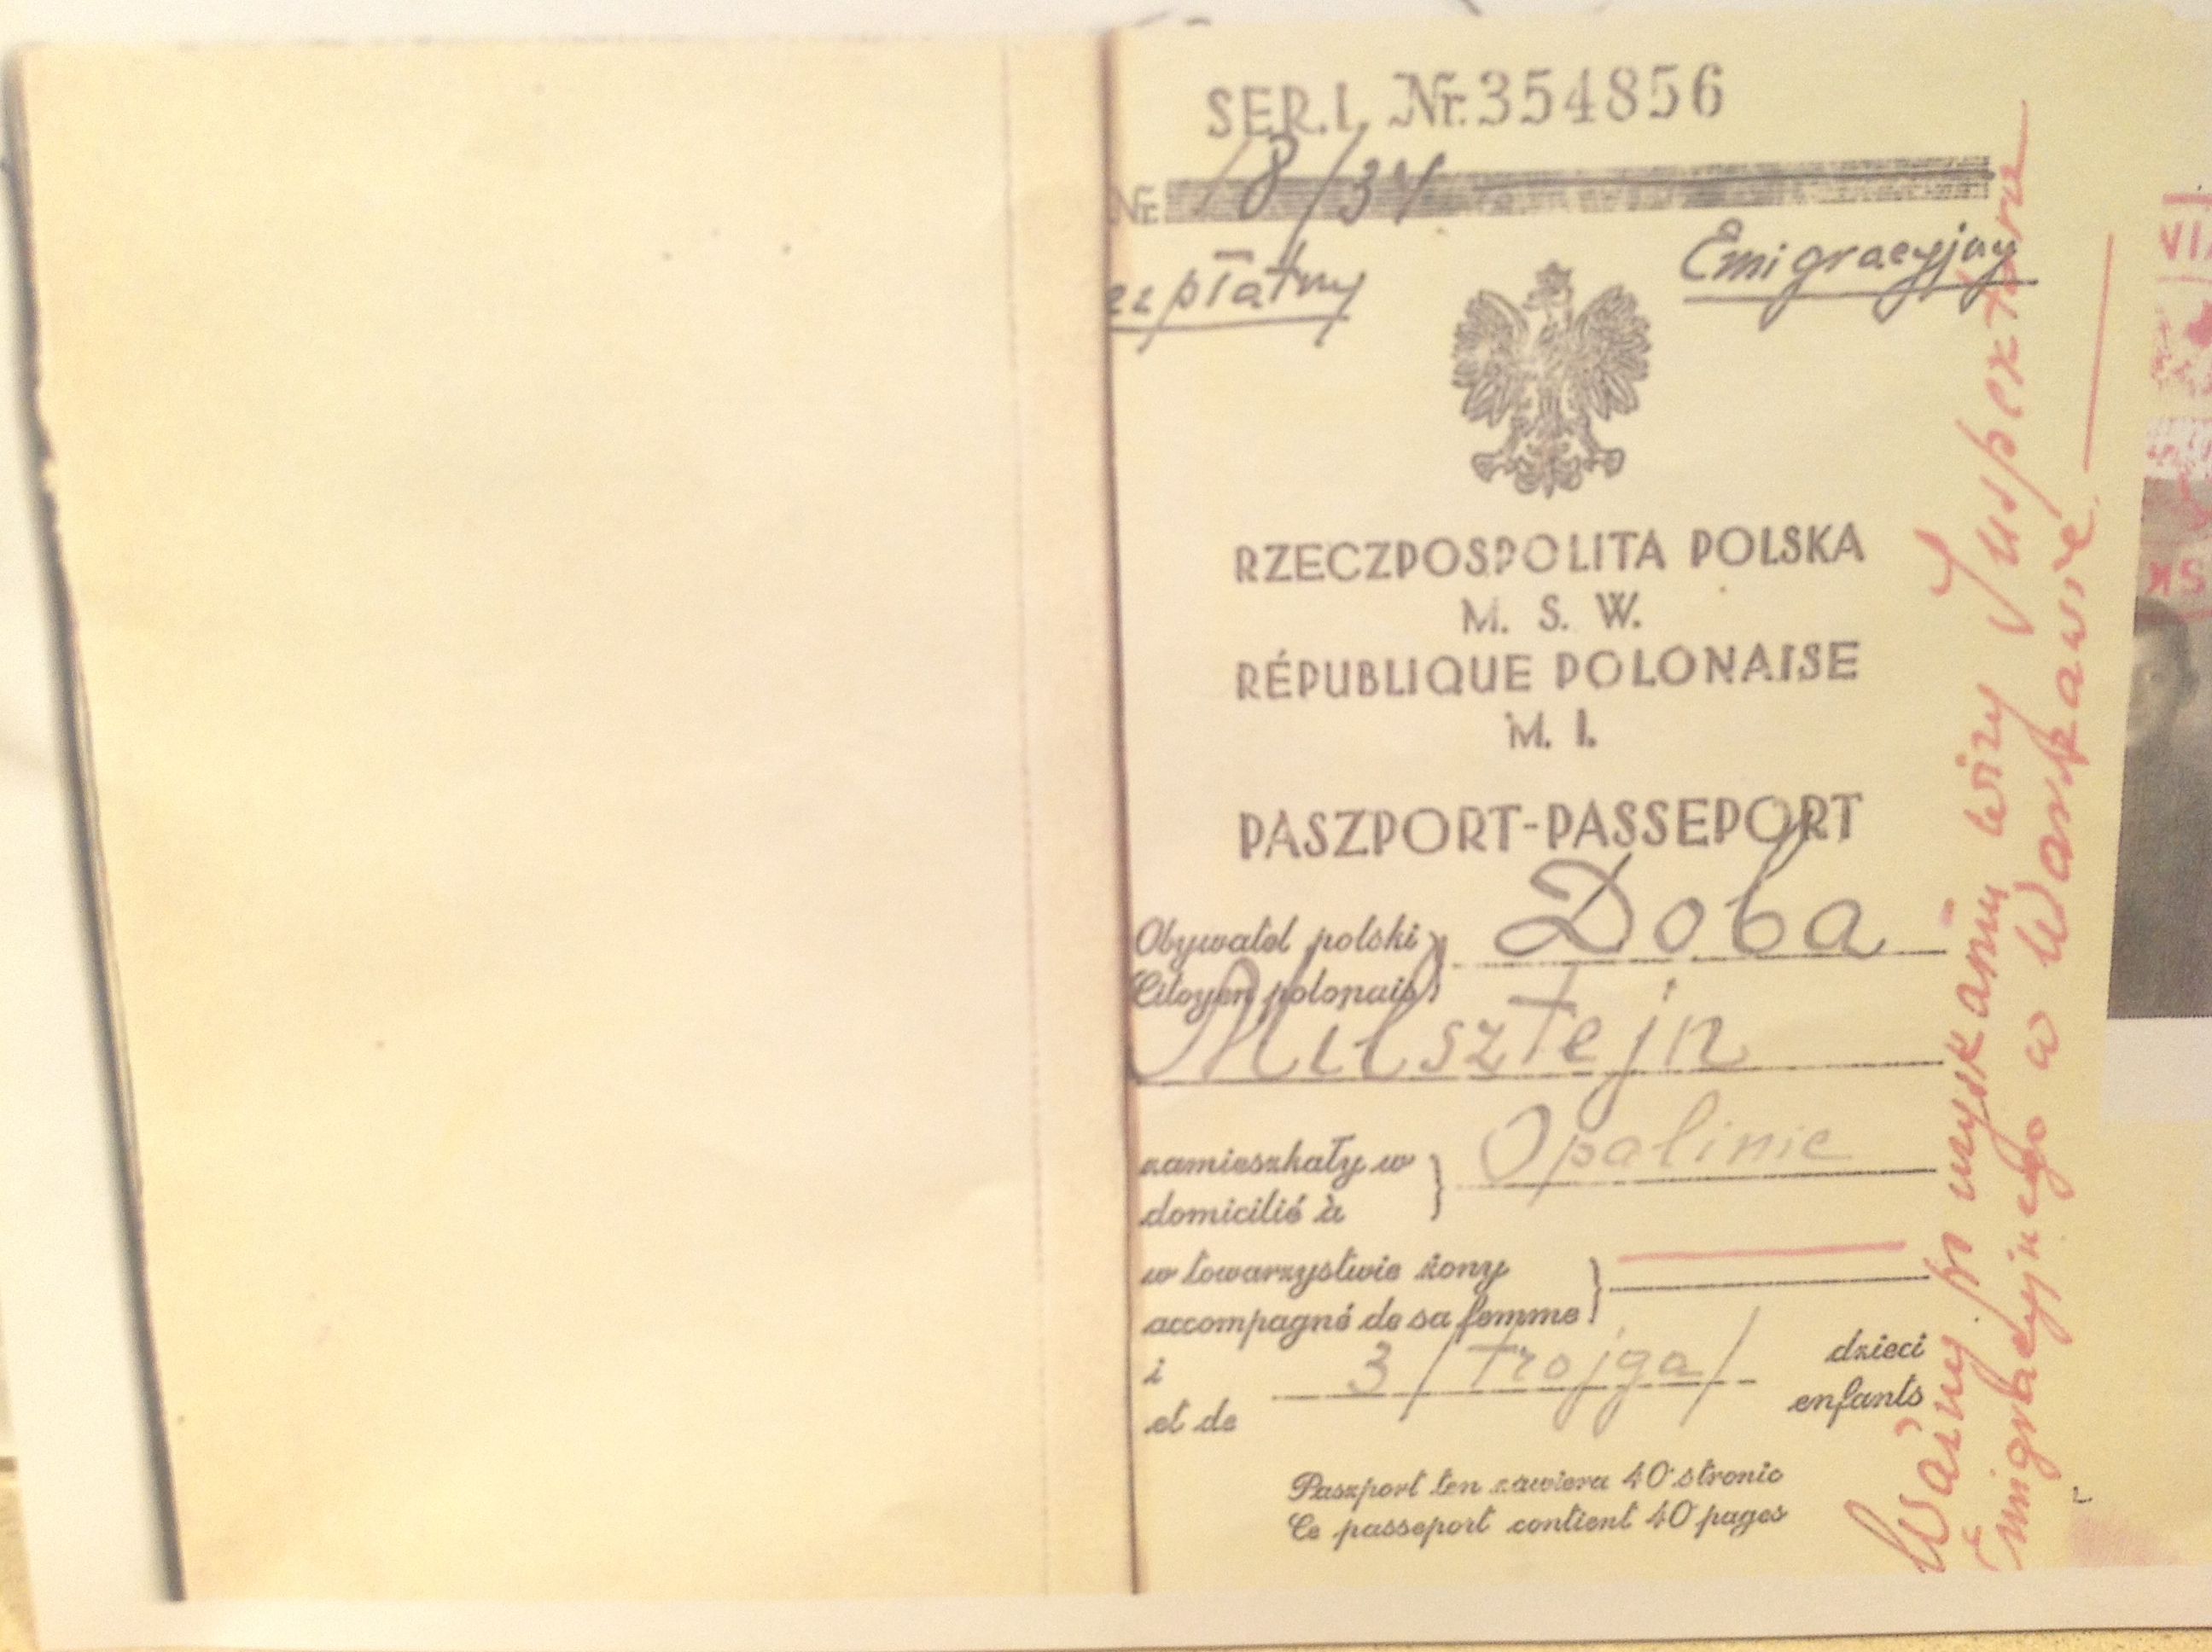 SER.I. Nr.354856
Nr. 18/34
ezpłatny
Emigracyjny
RZECZPOSPOLITA POLSKA
M. S. W.
RÉPUBLIQUE POLONAISE
M. I.
PASZPORT-PASSEPORT
Obywatel polski } Doba
Citoyen polonais
Milsztejn
zamieszkały w } Opalinie
domicilié à
w towarzystwie żony }
accompagné de sa femme
i 3 /trojga/ dzieci
et de enfants
Paszport ten zawiera 40 stronic
Ce passeport contient 40 pages
Ważny po uzyskaniu wizy Inspektora
Emigracyjnego w Warszawie.